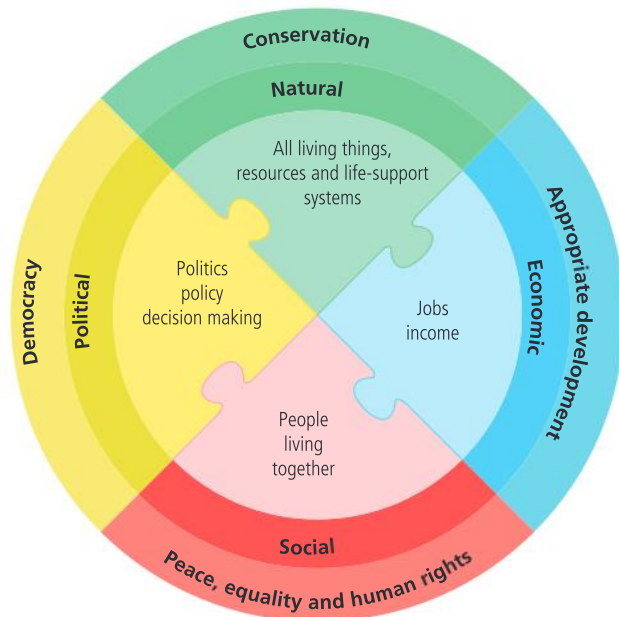 Conservation
Natural
All living things,
resources and life-support
systems
Democracy
Political
Politics
policy
decision making
Jobs
income
Economic
Appropriate development
People
living
together
Social
Peace, equality and human rights